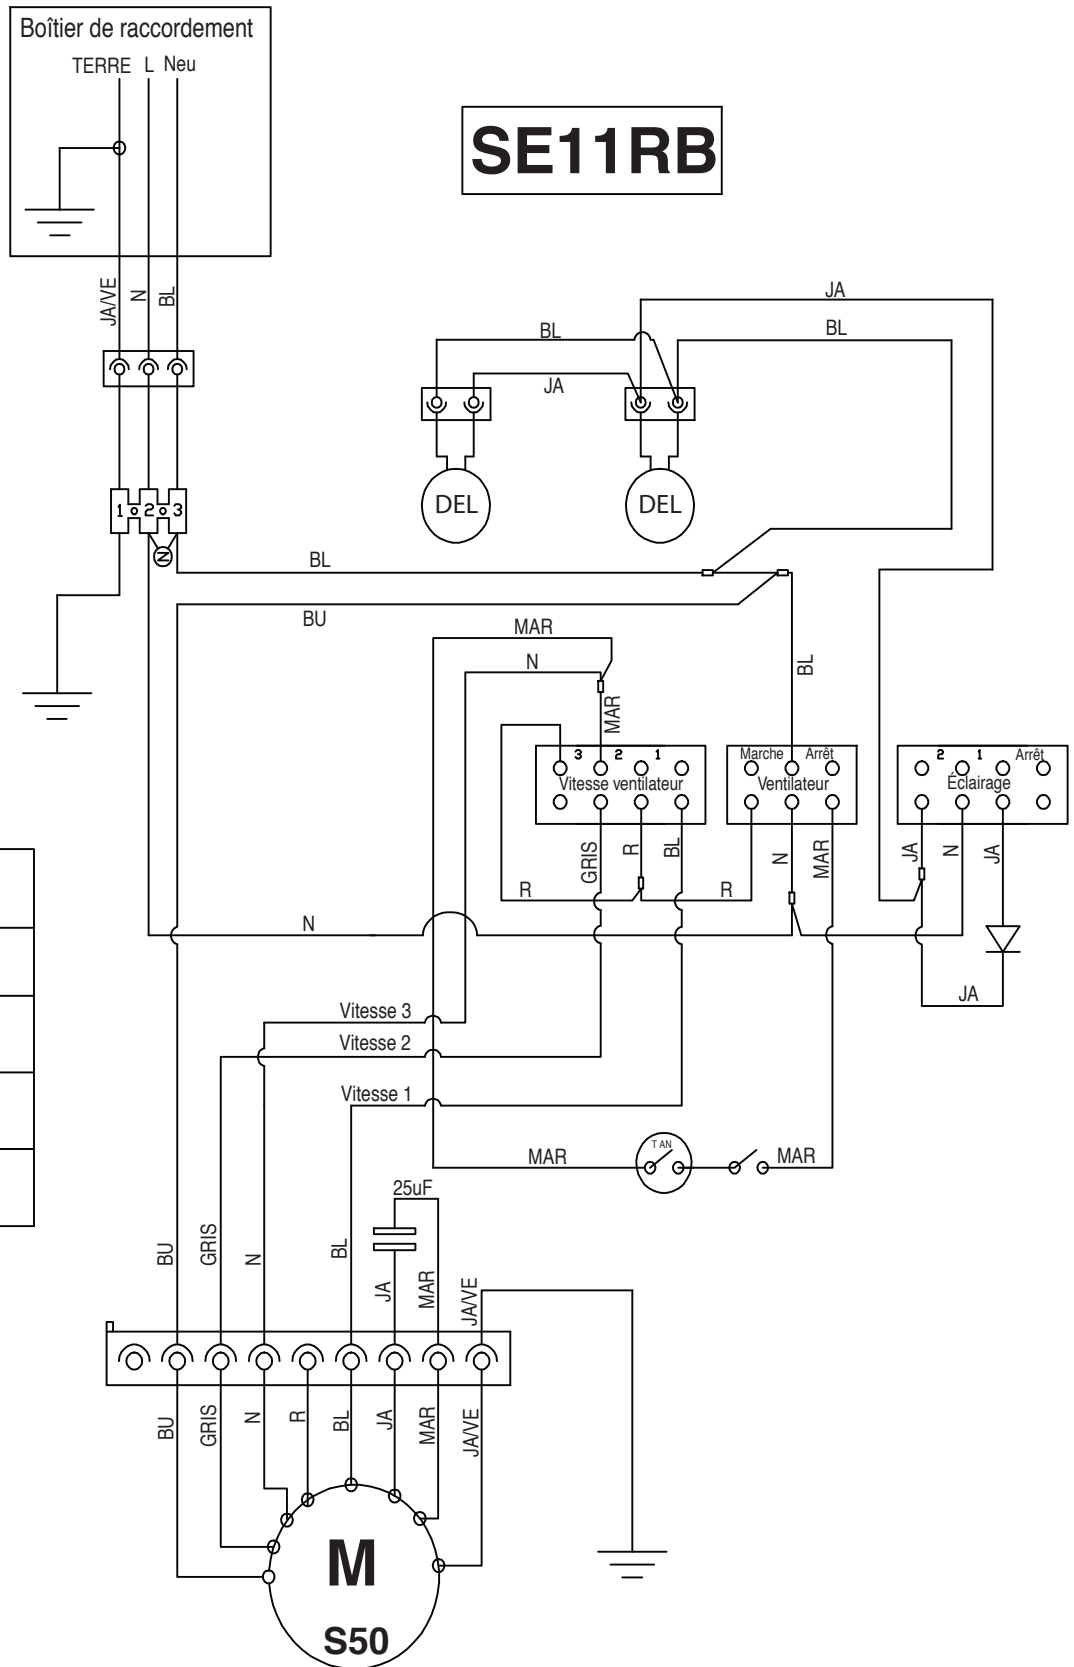 Boîtier de raccordement
TERRE L Neu
SE11RB
JA/VE
N
BL
JA
BL
BL
JA
DEL
DEL
1 2 3
N
BL
BU
MAR
N
MAR
BL
3 2 1
Vitesse ventilateur
Marche Arrêt
Ventilateur
2 1 Arrêt
Éclairage
GRIS
R
BL
N
MAR
JA
N
JA
R
R
N
JA
Vitesse 3
Vitesse 2
Vitesse 1
T AN
MAR
MAR
25uF
BU
GRIS
N
BL
JA
MAR
JA/VE
BU
GRIS
N
R
BL
JA
MAR
JA/VE
M
S50